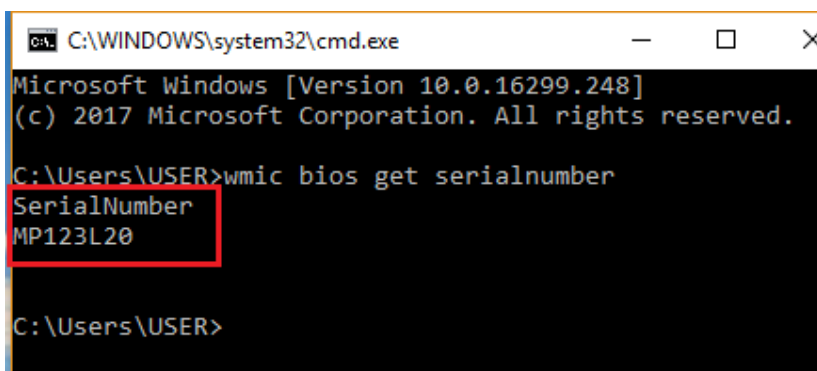 C:\WINDOWS\system32\cmd.exe
Microsoft Windows [Version 10.0.16299.248]
(c) 2017 Microsoft Corporation. All rights reserved.
C:\Users\USER>wmic bios get serialnumber
SerialNumber
MP123L20
C:\Users\USER>